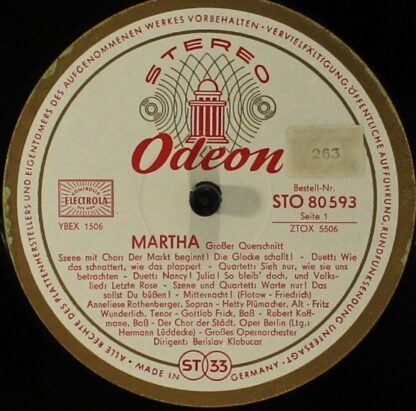 ALLE RECHTE DES PLATTENHERSTELLERS UND EIGENTÜMERS DES AUFGENOMMENEN WERKES VORBEHALTEN · VERVIELFÄLTIGUNG, ÖFFENTLICHE AUFFÜHRUNG, RUNDFUNKSENDUNG UNTERSAGT
STEREO
Odeon
263
ELECTROLA
YBEX 1506
Bestell-Nr.
STO 80 593
Seite 1
ZTOX 5506
MARTHA Großer Querschnitt
Szene mit Chor: Der Markt beginnt! Die Glocke schallt! - Duett: Wie
das schnattert, wie das plappert - Quartett: Sieh nur, wie sie uns
betrachten - Duett: Nancy! Julia! So bleib' doch, und Volks-
lied: Letzte Rose - Szene und Quartett: Warte nur! Das
sollst Du büßen! - Mitternacht! (Flotow - Friedrich)
Anneliese Rothenberger, Sopran - Hetty Plümacher, Alt - Fritz
Wunderlich, Tenor - Gottlob Frick, Baß - Robert Koff-
mane, Baß - Der Chor der Städt. Oper Berlin (Ltg.:
Hermann Lüddecke) - Großes Opernorchester
Dirigent: Berislav Klobucar
MADE IN ST 33 GERMANY